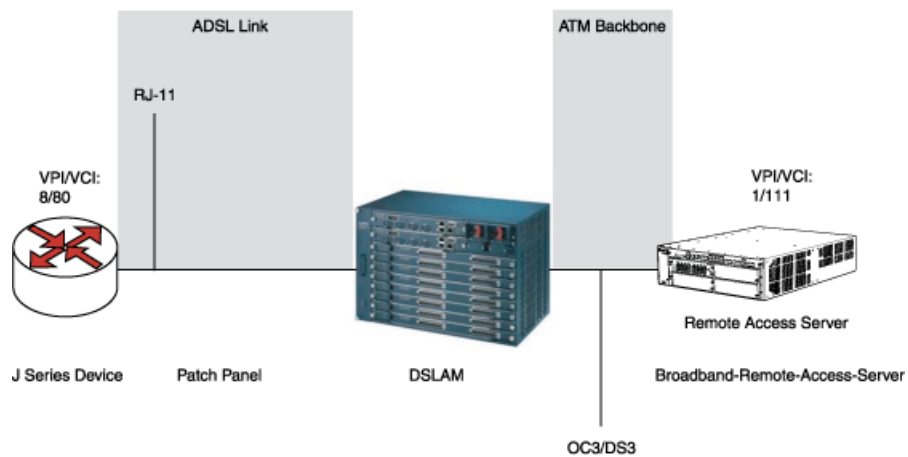 ADSL Link
ATM Backbone
RJ-11
VPI/VCI:
8/80
VPI/VCI:
1/111
Remote Access Server
J Series Device
Patch Panel
DSLAM
Broadband-Remote-Access-Server
OC3/DS3